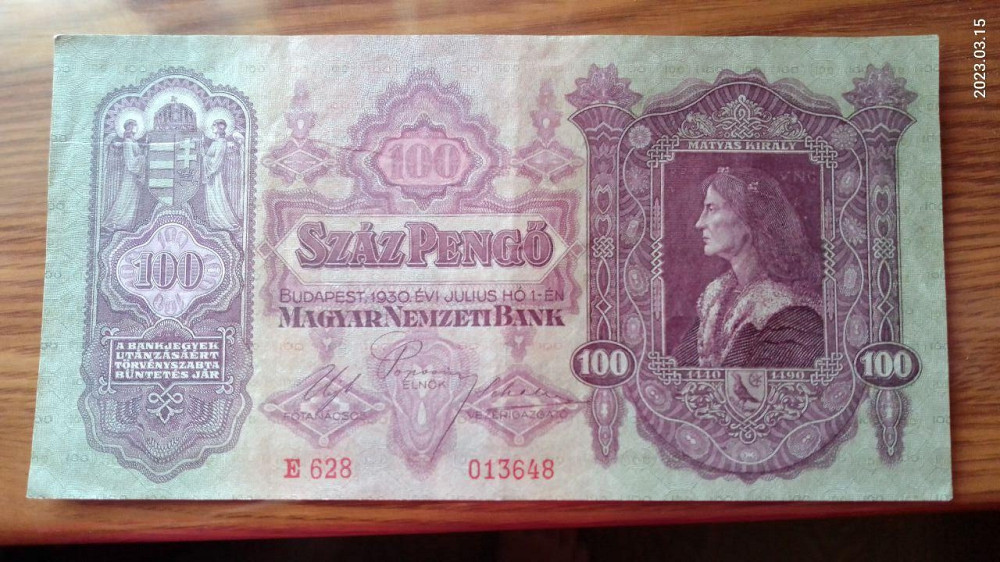 2023.03.15
100
A BANKJEGYEK
UTÁNZÁSÁÉRT
TÖRVÉNYSZABTA
BÜNTETÉS JÁR
100
SZÁZ PENGŐ
BUDAPEST, 1930. ÉVI JULIUS HÓ 1-ÉN
MAGYAR NEMZETI BANK
ELNÖK
FŐTANÁCSOS
VEZÉRIGAZGATÓ
E 628
013648
MÁTYÁS KIRÁLY
100
100
1440
1490